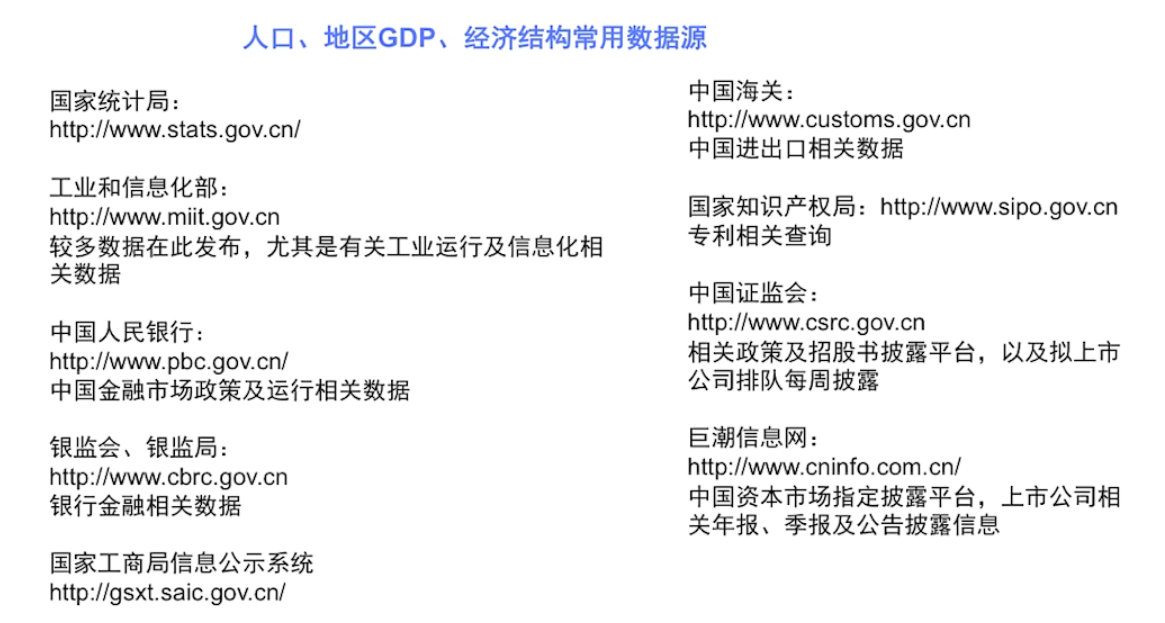 人口、地区GDP、经济结构常用数据源
国家统计局：
http://www.stats.gov.cn/
工业和信息化部：
http://www.miit.gov.cn
较多数据在此发布，尤其是有关工业运行及信息化相
关数据
中国人民银行：
http://www.pbc.gov.cn/
中国金融市场政策及运行相关数据
银监会、银监局：
http://www.cbrc.gov.cn
银行金融相关数据
国家工商局信息公示系统
http://gsxt.saic.gov.cn/
中国海关：
http://www.customs.gov.cn
中国进出口相关数据
国家知识产权局：http://www.sipo.gov.cn
专利相关查询
中国证监会：
http://www.csrc.gov.cn
相关政策及招股书披露平台，以及拟上市
公司排队每周披露
巨潮信息网：
http://www.cninfo.com.cn/
中国资本市场指定披露平台，上市公司相
关年报、季报及公告披露信息